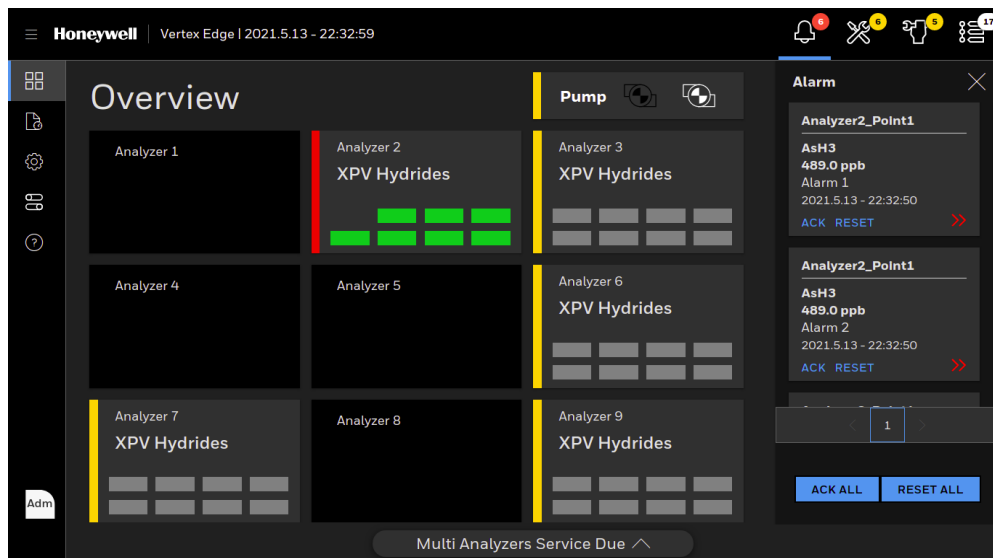 Honeywell Vertex Edge | 2021.5.13 - 22:32:59
6
6
5
17
Overview
Pump
Analyzer 1
Analyzer 2
XPV Hydrides
Analyzer 3
XPV Hydrides
Analyzer 4
Analyzer 5
Analyzer 6
XPV Hydrides
Analyzer 7
XPV Hydrides
Analyzer 8
Analyzer 9
XPV Hydrides
Adm
Multi Analyzers Service Due
Alarm
Analyzer2_Point1
AsH3
489.0 ppb
Alarm 1
2021.5.13 - 22:32:50
ACK RESET
Analyzer2_Point1
AsH3
489.0 ppb
Alarm 2
2021.5.13 - 22:32:50
ACK RESET
1
ACK ALL RESET ALL